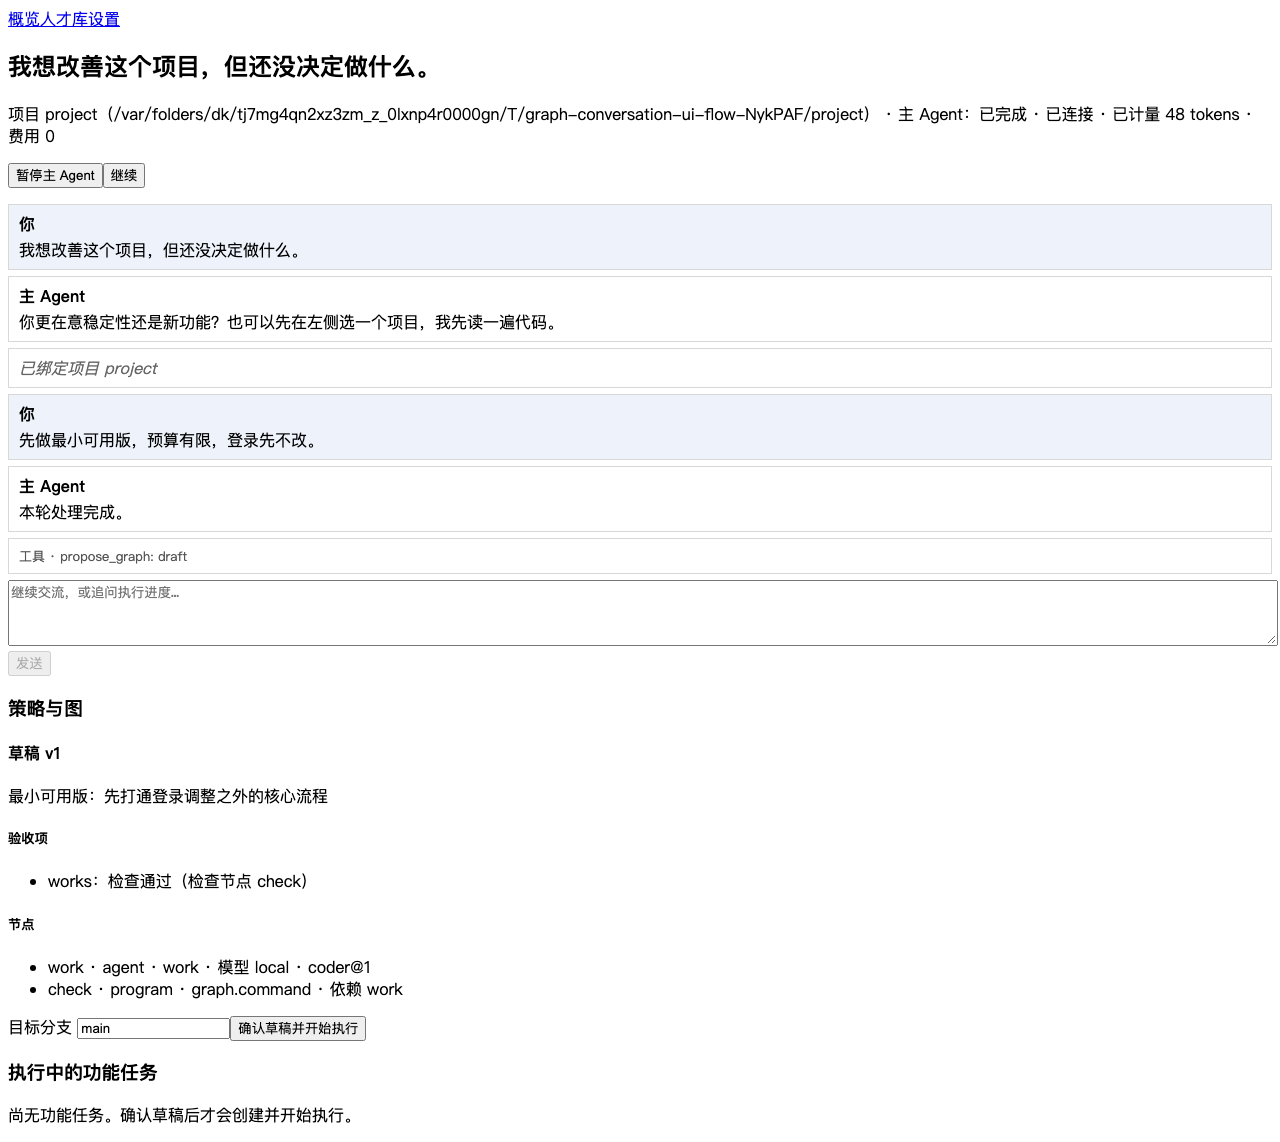 概览人才库设置
我想改善这个项目，但还没决定做什么。
项目 project（/var/folders/dk/tj7mg4qn2xz3zm_z_0lxnp4r0000gn/T/graph-conversation-ui-flow-NykPAF/project） · 主 Agent：已完成 · 已连接 · 已计量 48 tokens ·
费用 0
暂停主 Agent 继续
你
我想改善这个项目，但还没决定做什么。
主 Agent
你更在意稳定性还是新功能？也可以先在左侧选一个项目，我先读一遍代码。
已绑定项目 project
你
先做最小可用版，预算有限，登录先不改。
主 Agent
本轮处理完成。
工具 · propose_graph: draft
继续交流，或追问执行进度…
发送
策略与图
草稿 v1
最小可用版：先打通登录调整之外的核心流程
验收项
works：检查通过（检查节点 check）
节点
work · agent · work · 模型 local · coder@1
check · program · graph.command · 依赖 work
目标分支 main 确认草稿并开始执行
执行中的功能任务
尚无功能任务。确认草稿后才会创建并开始执行。